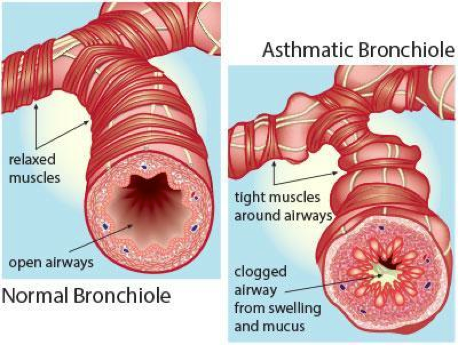 relaxed
muscles
open airways
Normal Bronchiole
Asthmatic Bronchiole
tight muscles
around airways
clogged
airway
from swelling
and mucus